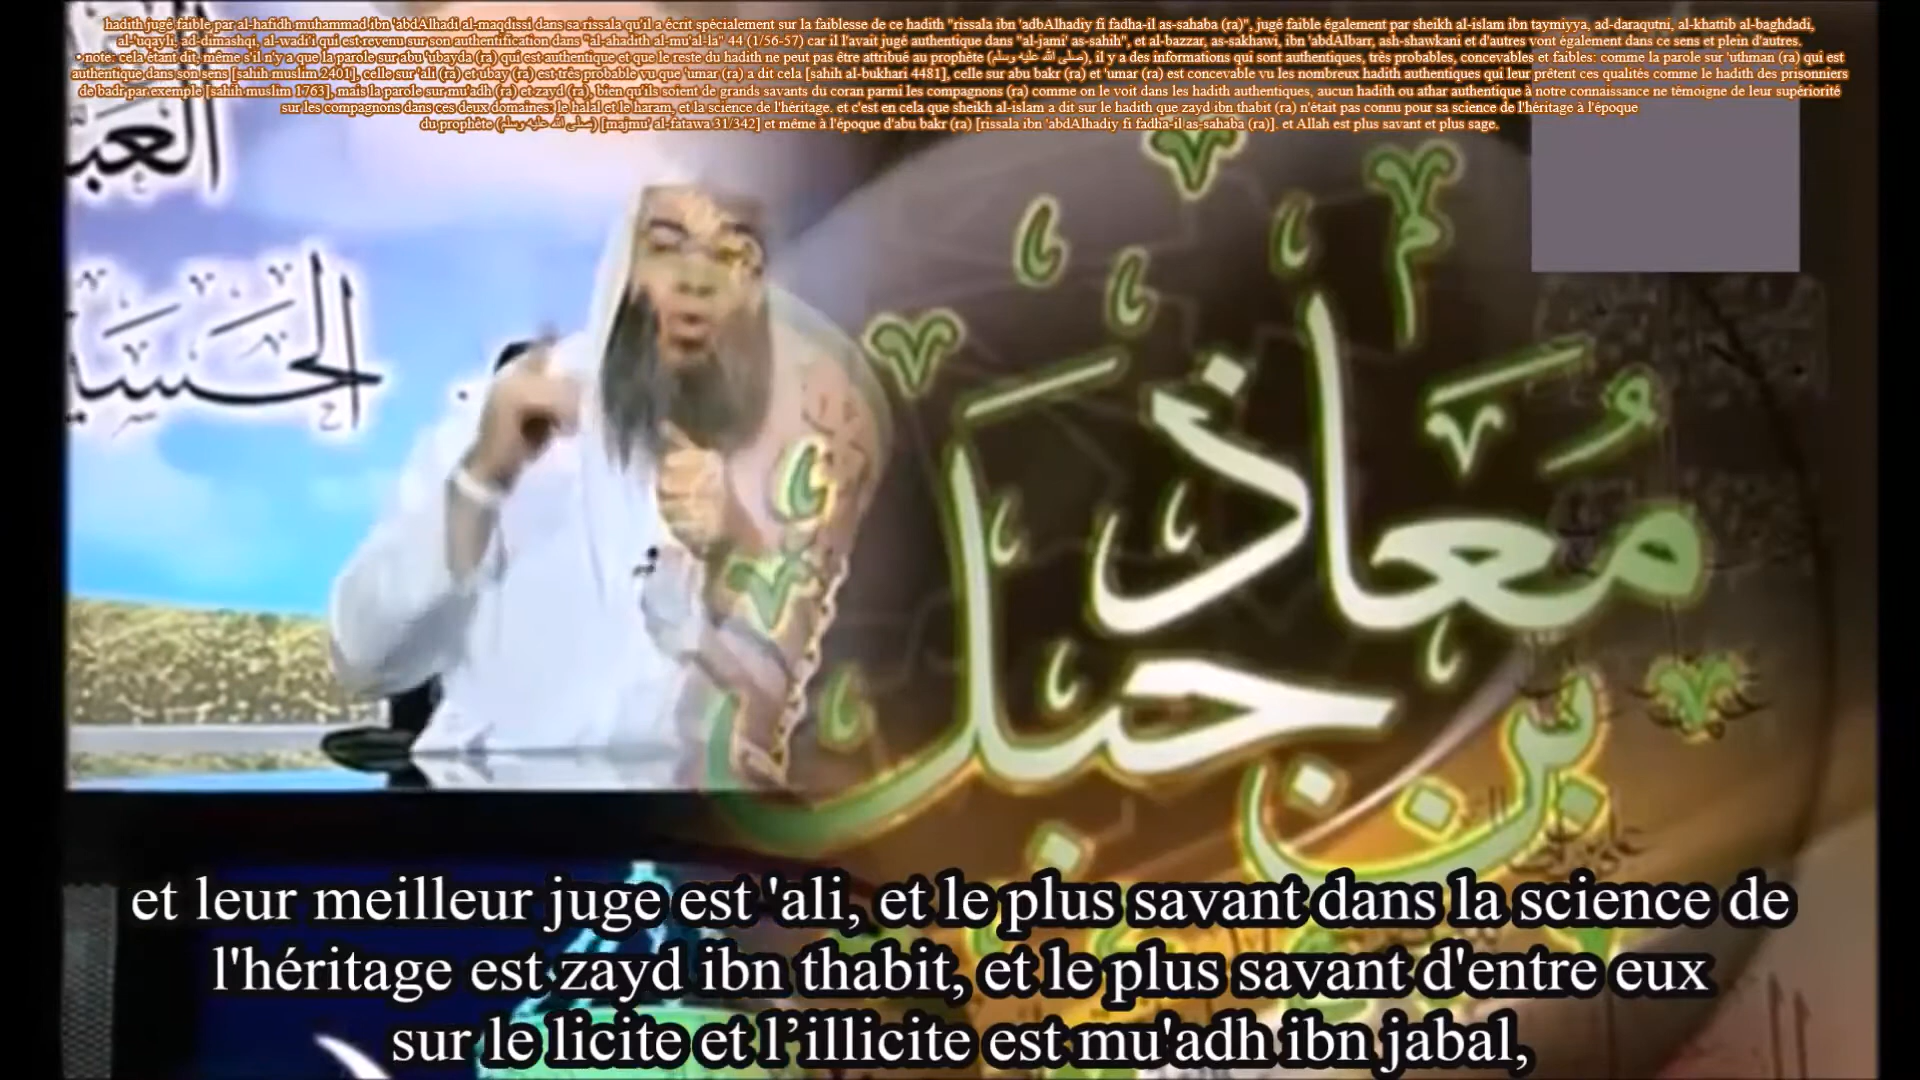 hadith jugé faible par al-hafidh muhammad ibn 'abdAlhadi al-maqdissi dans sa rissala qu'il a écrit spécialement sur la faiblesse de ce hadith "rissala ibn 'adbAlhadiy fi fadha-il as-sahaba (ra)", jugé faible également par sheikh al-islam ibn taymiyya, ad-daraqutni, al-khattib al-baghdadi,
al-'uqayli, ad-dimashqi, al-wadi'i qui est revenu sur son authentification dans "al-ahadith al-mu'al-la" 44 (1/56-57) car il l'avait jugé authentique dans "al-jami' as-sahih", et al-bazzar, as-sakhawi, ibn 'abdAlbarr, ash-shawkani et d'autres vont également dans ce sens et plein d'autres.
• note: cela étant dit, même s'il n'y a que la parole sur abu 'ubayda (ra) qui est authentique et que le reste du hadith ne peut pas être attribué au prophète (صلى الله عليه وسلم), il y a des informations qui sont authentiques, très probables, concevables et faibles: comme la parole sur 'uthman (ra) qui est
authentique dans son sens [sahih muslim 2401], celle sur 'ali (ra) et ubay (ra) est très probable vu que 'umar (ra) a dit cela [sahih al-bukhari 4481], celle sur abu bakr (ra) et 'umar (ra) est concevable vu les nombreux hadith authentiques qui leur prêtent ces qualités comme le hadith des prisonniers
de badr par exemple [sahih muslim 1763], mais la parole sur mu'adh (ra) et zayd (ra), bien qu'ils soient de grands savants du coran parmi les compagnons (ra) comme on le voit dans les hadith authentiques, aucun hadith ou athar authentique à notre connaissance ne témoigne de leur supériorité
sur les compagnons dans ces deux domaines: le halal et le haram, et la science de l'héritage. et c'est en cela que sheikh al-islam a dit sur le hadith que zayd ibn thabit (ra) n'était pas connu pour sa science de l'héritage à l'époque
du prophète (صلى الله عليه وسلم) [majmu' al-fatawa 31/342] et même à l'époque d'abu bakr (ra) [rissala ibn 'abdAlhadiy fi fadha-il as-sahaba (ra)]. et Allah est plus savant et plus sage.
مُعَاذ
بن جَبَل
et leur meilleur juge est 'ali, et le plus savant dans la science de
l'héritage est zayd ibn thabit, et le plus savant d'entre eux
sur le licite et l’illicite est mu'adh ibn jabal,